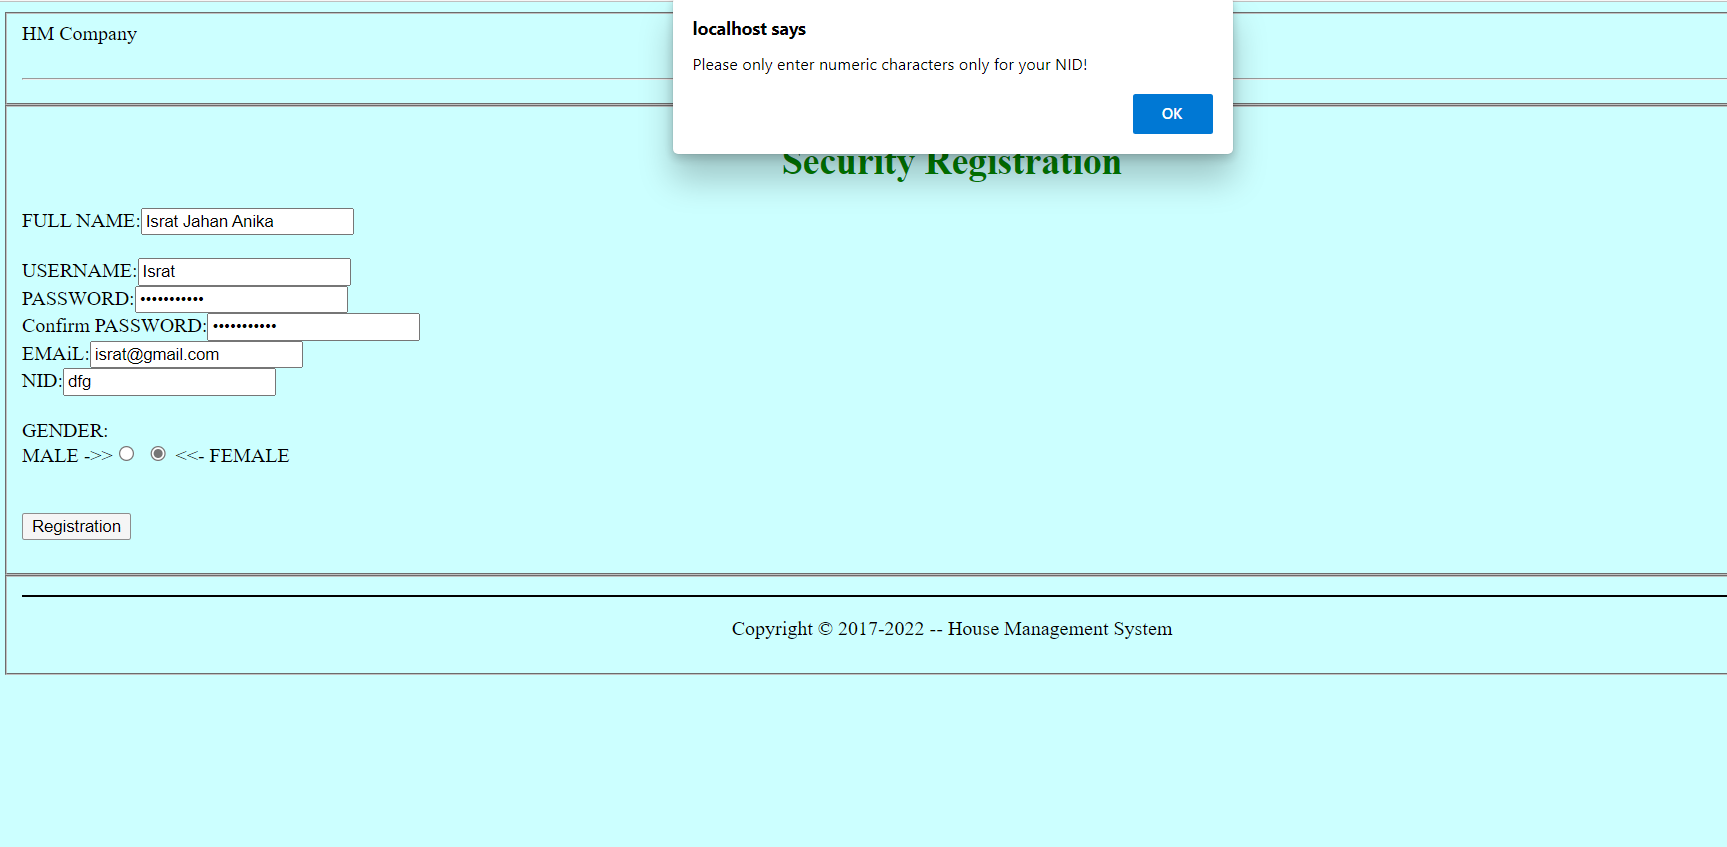 HM Company
localhost says
Please only enter numeric characters only for your NID!
OK
Security Registration
FULL NAME: Israt Jahan Anika
USERNAME: Israt
PASSWORD: •••••••••••
Confirm PASSWORD: •••••••••••
EMAiL: israt@gmail.com
NID: dfg
GENDER:
MALE ->> <<- FEMALE
Registration
Copyright © 2017-2022 -- House Management System